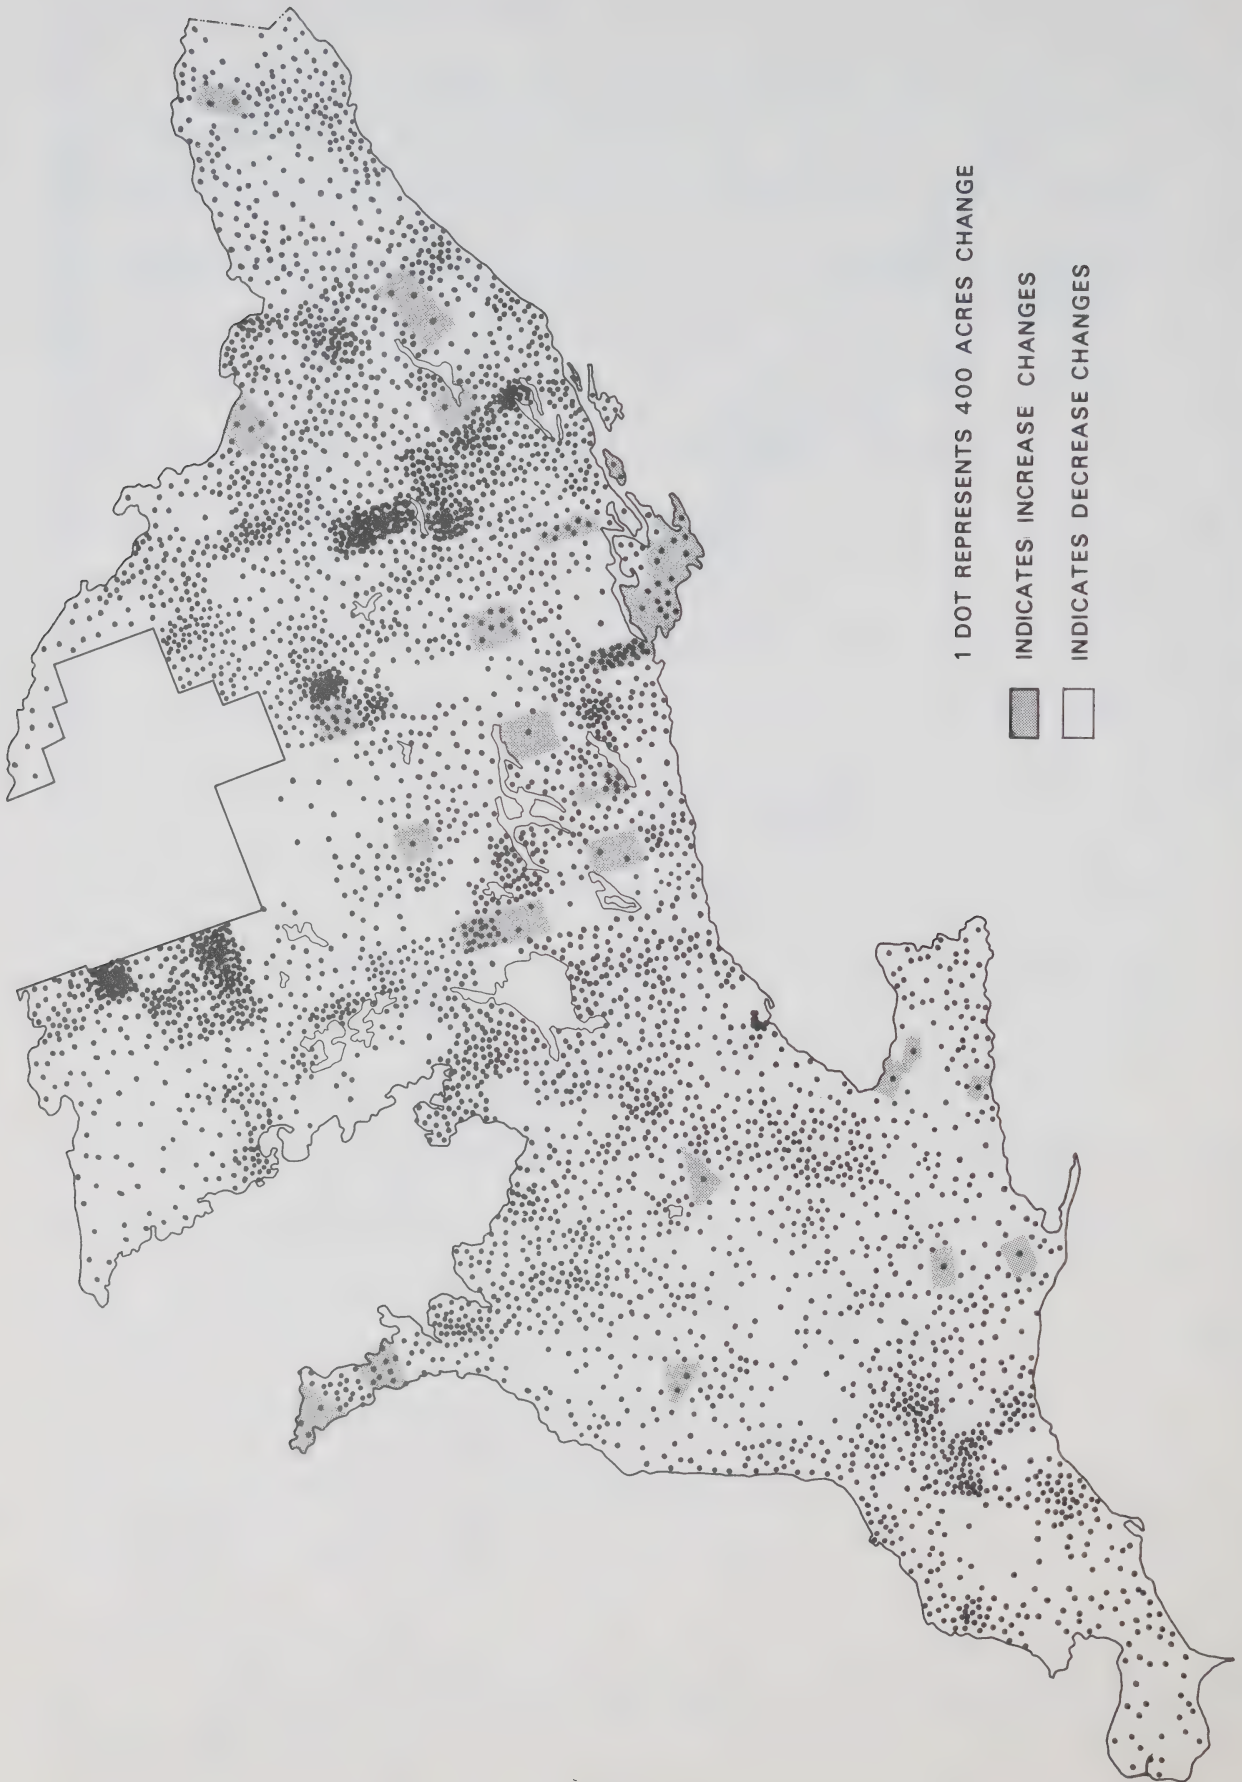 1 DOT REPRESENTS 400 ACRES CHANGE
INDICATES INCREASE CHANGES
INDICATES DECREASE CHANGES